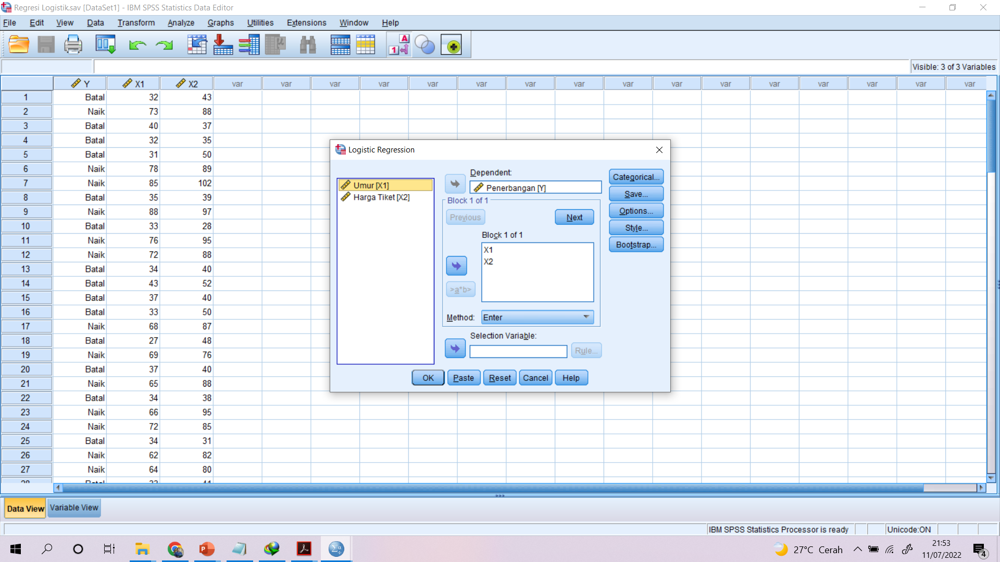 Regresi Logistik.sav [DataSet1] - IBM SPSS Statistics Data Editor
File Edit View Data Transform Analyze Graphs Utilities Extensions Window Help
Visible: 3 of 3 Variables
Y X1 X2 var var var var var var var var var var var var var var var var
1 Batal 32 43
2 Naik 73 88
3 Batal 40 37
4 Batal 32 35
5 Batal 31 50
6 Naik 78 89
7 Naik 85 102
8 Batal 35 39
9 Naik 88 97
10 Batal 33 28
11 Naik 76 95
12 Naik 72 88
13 Batal 34 40
14 Batal 43 52
15 Batal 37 40
16 Batal 33 50
17 Naik 68 87
18 Batal 27 48
19 Naik 69 76
20 Batal 37 40
21 Naik 65 88
22 Batal 34 38
23 Naik 66 95
24 Naik 72 85
25 Batal 34 31
26 Naik 62 82
27 Naik 64 80
28 Batal 33 41
Logistic Regression
Umur [X1]
Harga Tiket [X2]
Dependent:
Penerbangan [Y]
Block 1 of 1
Previous Next
Block 1 of 1
X1
X2
>a*b>
Method: Enter
Selection Variable:
Rule...
Categorical...
Save...
Options...
Style...
Bootstrap...
OK Paste Reset Cancel Help
Data View Variable View
IBM SPSS Statistics Processor is ready Unicode:ON
27°C Cerah
21:53
11/07/2022
4